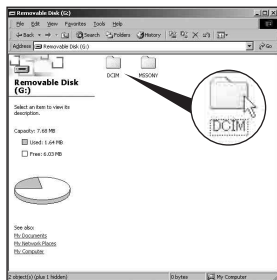 Removable Disk (G:)
File Edit View Favorites Tools Help
Back Search Folders History
Address Removable Disk (G:) Go
Removable Disk
(G:)
DCIM MSSONY
DCIM
Select an item to view its
description.
Capacity: 7.68 MB
Used: 1.64 MB
Free: 6.03 MB
See also:
My Documents
My Network Places
My Computer
2 object(s) (plus 1 hidden) 0 bytes My Computer